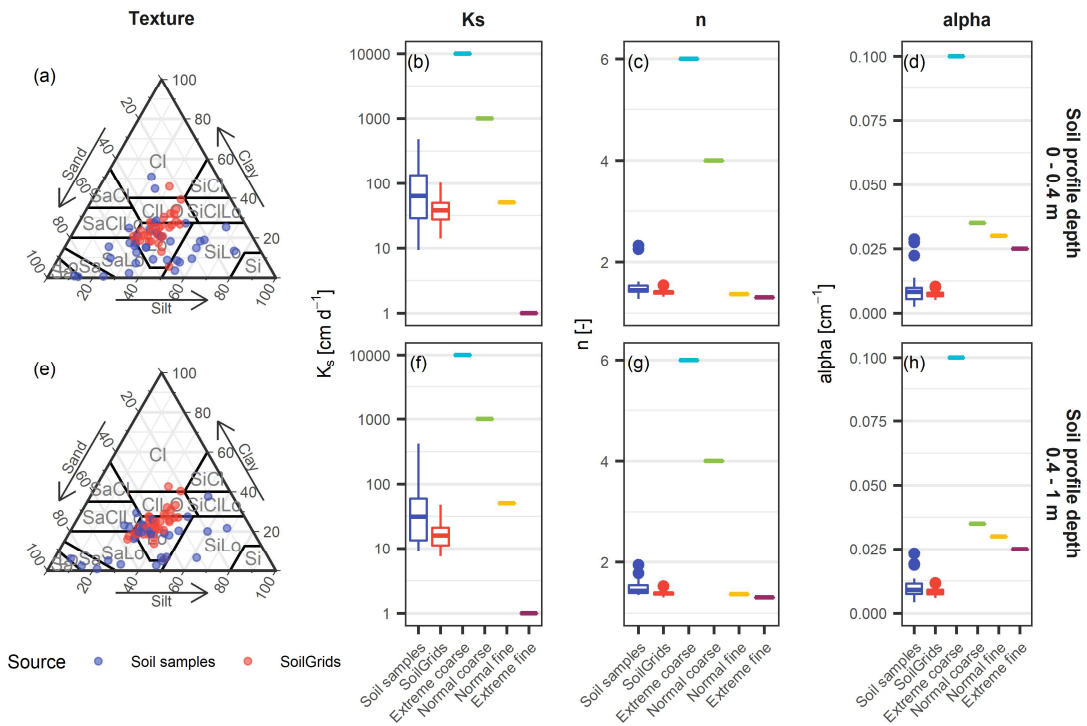 Texture
Ks
n
alpha
(a)
100
20
80
40
60
60
40
80
20
100
Sand
Clay
Silt
20
40
60
80
100
Cl
SaCl
SiCl
ClLo
SiClLo
SaClLo
Lo
SaLo
SiLo
Si
(b)
10000
1000
100
10
1
(c)
6
4
2
(d)
0.100
0.075
0.050
0.025
0.000
Soil profile depth
0 - 0.4 m
(e)
100
20
80
40
60
60
40
80
20
100
Sand
Clay
Silt
20
40
60
80
100
Cl
SaCl
SiCl
ClLo
SiClLo
SaClLo
SaLo
SiLo
Si
(f)
10000
1000
100
10
1
Ks [cm d⁻¹]
(g)
6
4
2
n [-]
(h)
0.100
0.075
0.050
0.025
0.000
alpha [cm⁻¹]
Soil profile depth
0.4 - 1 m
Soil samples
SoilGrids
Extreme coarse
Normal coarse
Normal fine
Extreme fine
Soil samples
SoilGrids
Extreme coarse
Normal coarse
Normal fine
Extreme fine
Soil samples
SoilGrids
Extreme coarse
Normal coarse
Normal fine
Extreme fine
Source
Soil samples
SoilGrids